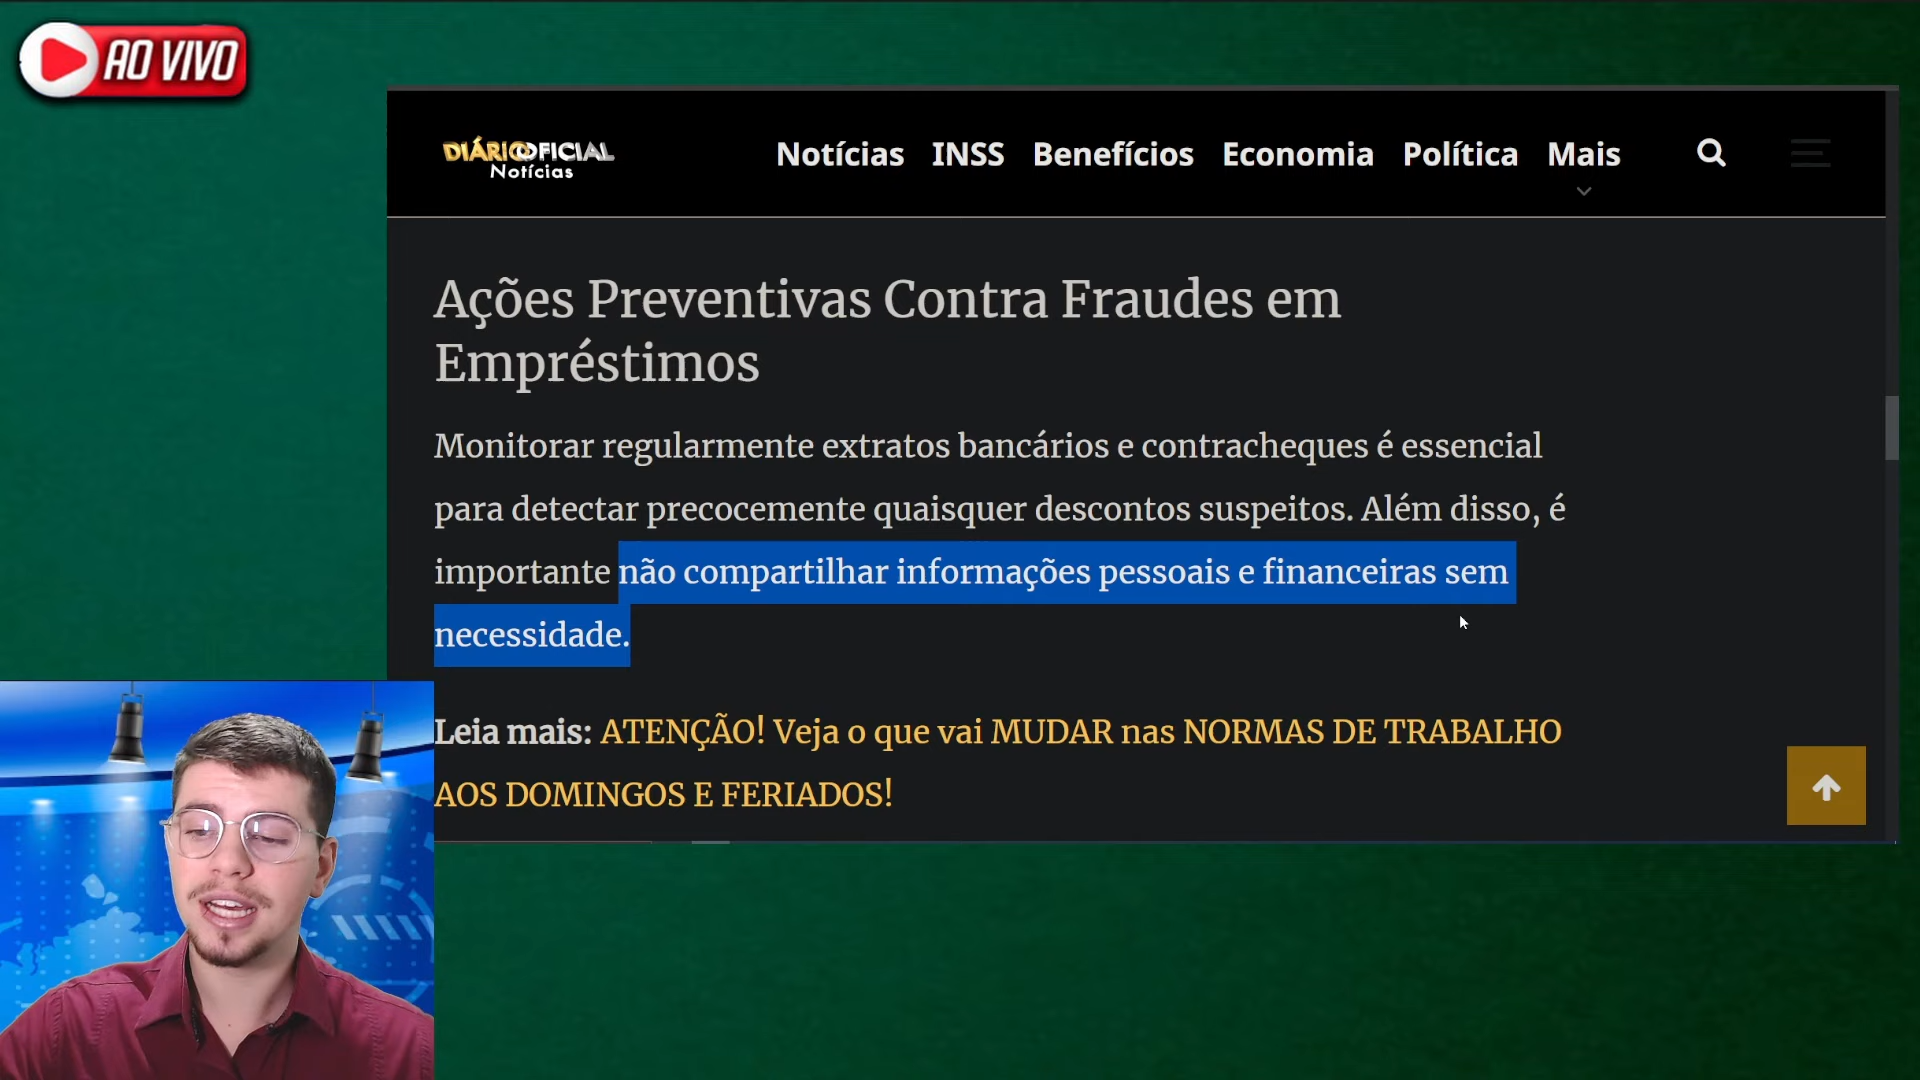 AO VIVO
DIÁRIO OFICIAL
Notícias
Notícias INSS Benefícios Economia Política Mais
Ações Preventivas Contra Fraudes em
Empréstimos
Monitorar regularmente extratos bancários e contracheques é essencial
para detectar precocemente quaisquer descontos suspeitos. Além disso, é
importante não compartilhar informações pessoais e financeiras sem
necessidade.
Leia mais: ATENÇÃO! Veja o que vai MUDAR nas NORMAS DE TRABALHO
AOS DOMINGOS E FERIADOS!